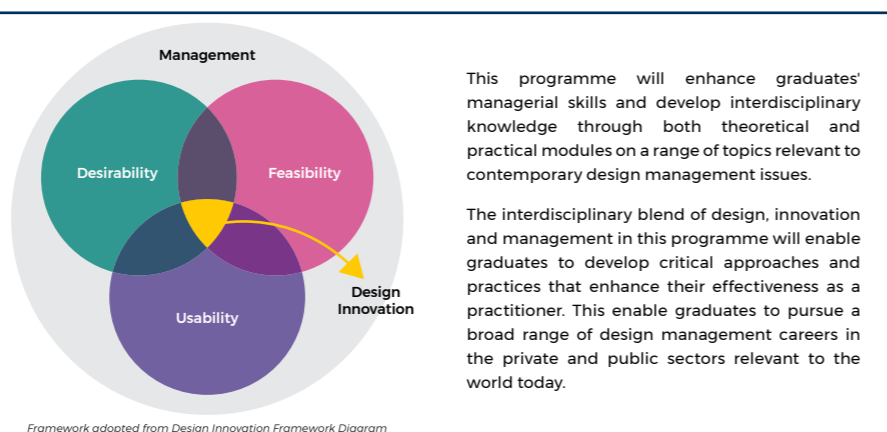 Management
Desirability
Feasibility
Usability
Design
Innovation
Framework adopted from Design Innovation Framework Diagram
This programme will enhance graduates'
managerial skills and develop interdisciplinary
knowledge through both theoretical and
practical modules on a range of topics relevant to
contemporary design management issues.
The interdisciplinary blend of design, innovation
and management in this programme will enable
graduates to develop critical approaches and
practices that enhance their effectiveness as a
practitioner. This enable graduates to pursue a
broad range of design management careers in
the private and public sectors relevant to the
world today.